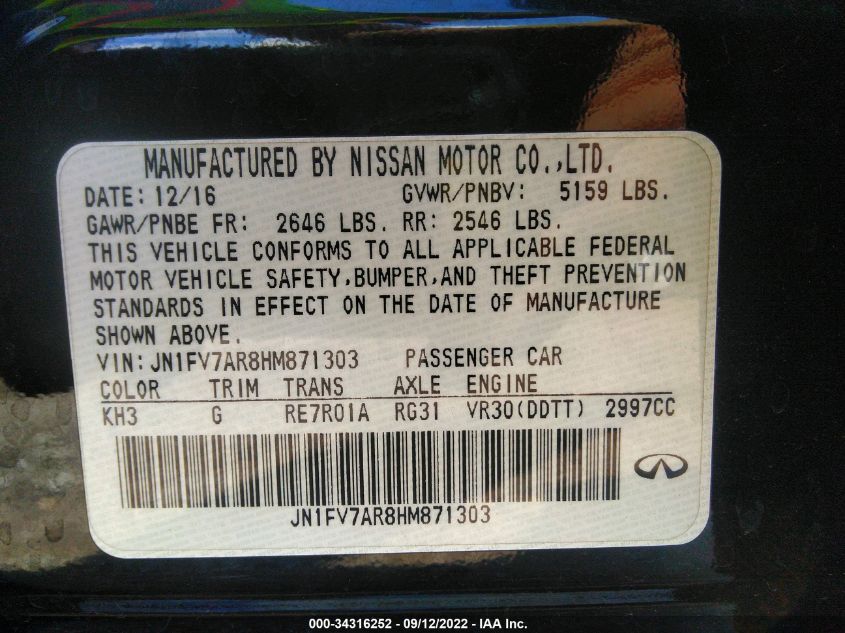 MANUFACTURED BY NISSAN MOTOR CO.,LTD.
DATE: 12/16 GVWR/PNBV: 5159 LBS.
GAWR/PNBE FR: 2646 LBS. RR: 2546 LBS.
THIS VEHICLE CONFORMS TO ALL APPLICABLE FEDERAL
MOTOR VEHICLE SAFETY,BUMPER,AND THEFT PREVENTION
STANDARDS IN EFFECT ON THE DATE OF MANUFACTURE
SHOWN ABOVE.
VIN: JN1FV7AR8HM871303 PASSENGER CAR
COLOR TRIM TRANS AXLE ENGINE
KH3 G RE7R01A RG31 VR30(DDTT) 2997CC
JN1FV7AR8HM871303
000-34316252 - 09/12/2022 - IAA Inc.